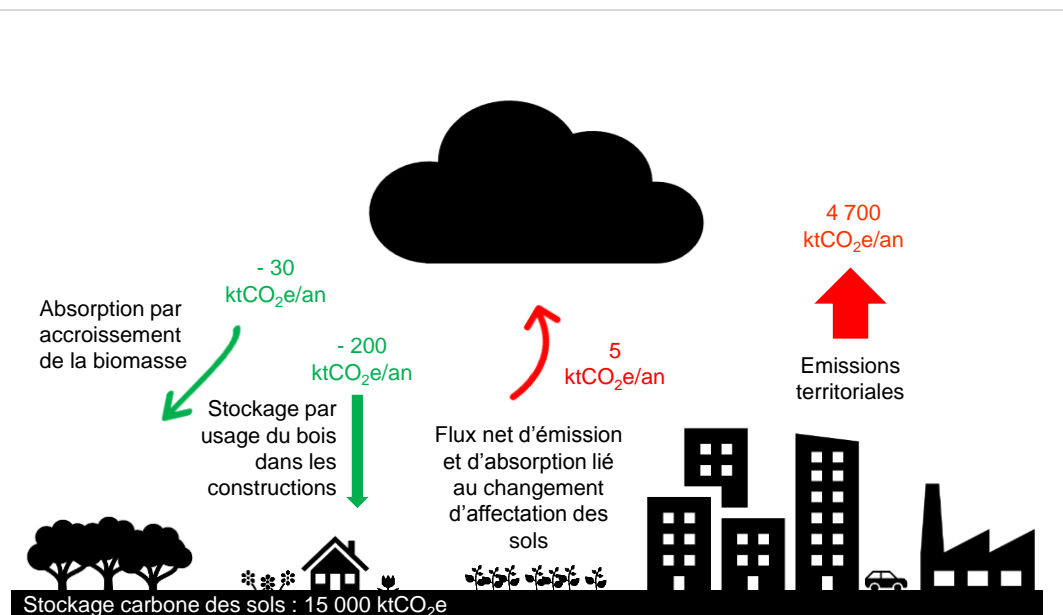 4 700
ktCO₂e/an
- 30
ktCO₂e/an
Absorption par
accroissement
de la biomasse
- 200
ktCO₂e/an
5
ktCO₂e/an
Emissions
territoriales
Stockage par
usage du bois
dans les
constructions
Flux net d'émission
et d'absorption lié
au changement
d'affectation des
sols
Stockage carbone des sols : 15 000 ktCO₂e